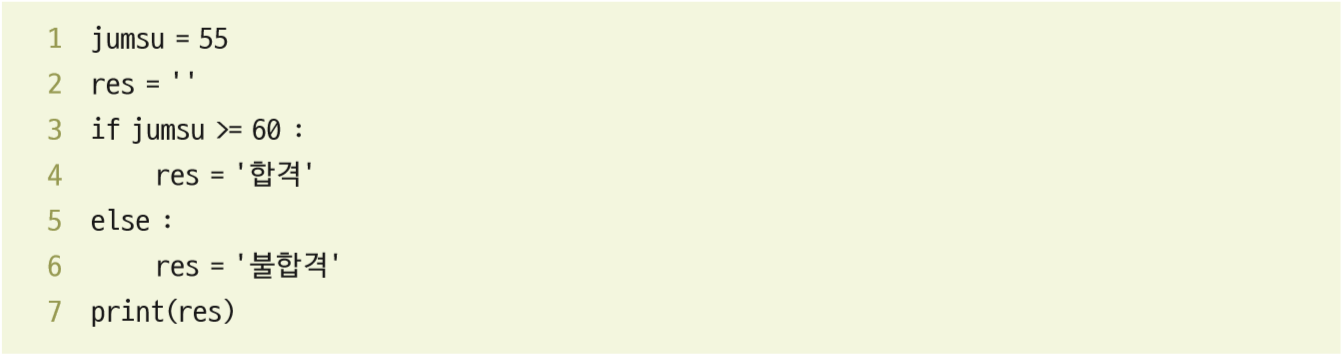 1 jumsu = 55
2 res = ''
3 if jumsu >= 60 :
4     res = '합격'
5 else :
6     res = '불합격'
7 print(res)